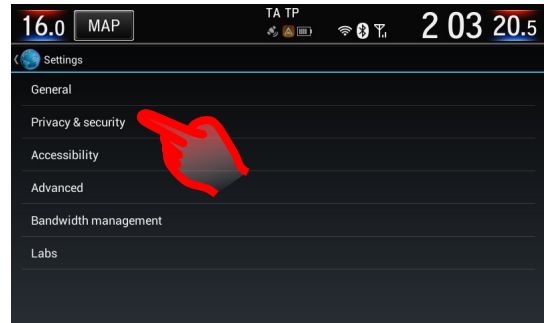 TA TP
16.0 MAP 2 03 20.5
Settings
General
Privacy & security
Accessibility
Advanced
Bandwidth management
Labs